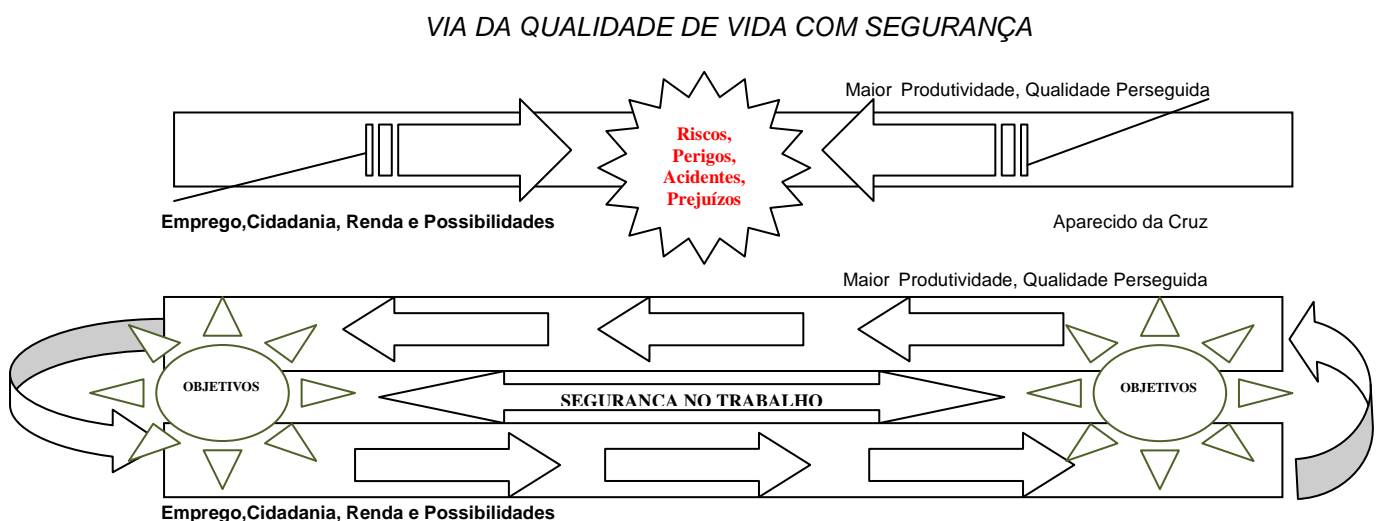 VIA DA QUALIDADE DE VIDA COM SEGURANÇA
Maior Produtividade, Qualidade Perseguida
Riscos,
Perigos,
Acidentes,
Prejuízos
Emprego,Cidadania, Renda e Possibilidades
Aparecido da Cruz
Maior Produtividade, Qualidade Perseguida
OBJETIVOS
SEGURANCA NO TRABALHO
OBJETIVOS
Emprego,Cidadania, Renda e Possibilidades